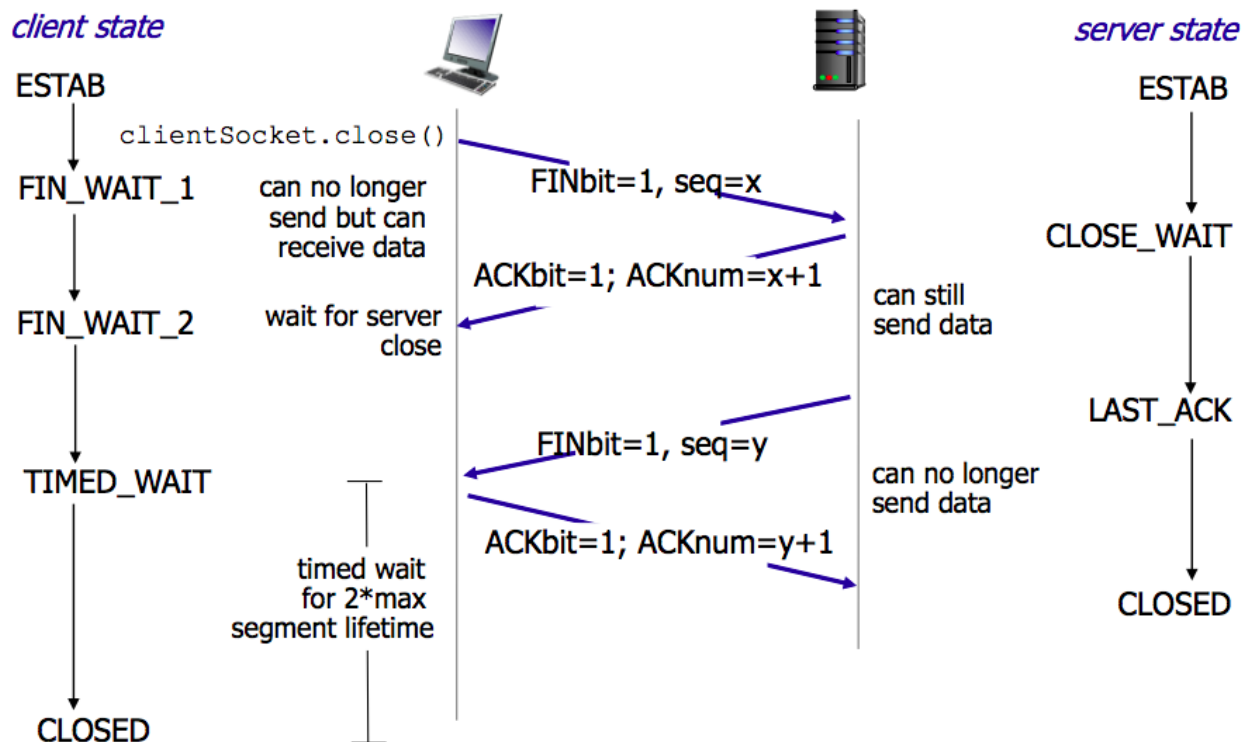 client state
server state
ESTAB
ESTAB
clientSocket.close()
FIN_WAIT_1
can no longer
send but can
receive data
FINbit=1, seq=x
CLOSE_WAIT
ACKbit=1; ACKnum=x+1
can still
send data
FIN_WAIT_2
wait for server
close
LAST_ACK
FINbit=1, seq=y
TIMED_WAIT
can no longer
send data
ACKbit=1; ACKnum=y+1
timed wait
for 2*max
segment lifetime
CLOSED
CLOSED